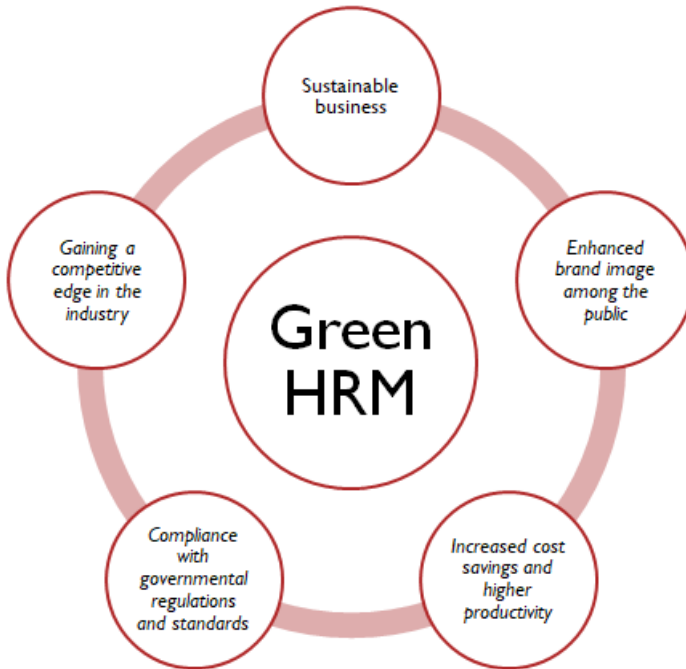 Sustainable
business
Gaining a
competitive
edge in the
industry
Enhanced
brand image
among the
public
Green
HRM
Compliance
with
governmental
regulations
and standards
Increased cost
savings and
higher
productivity